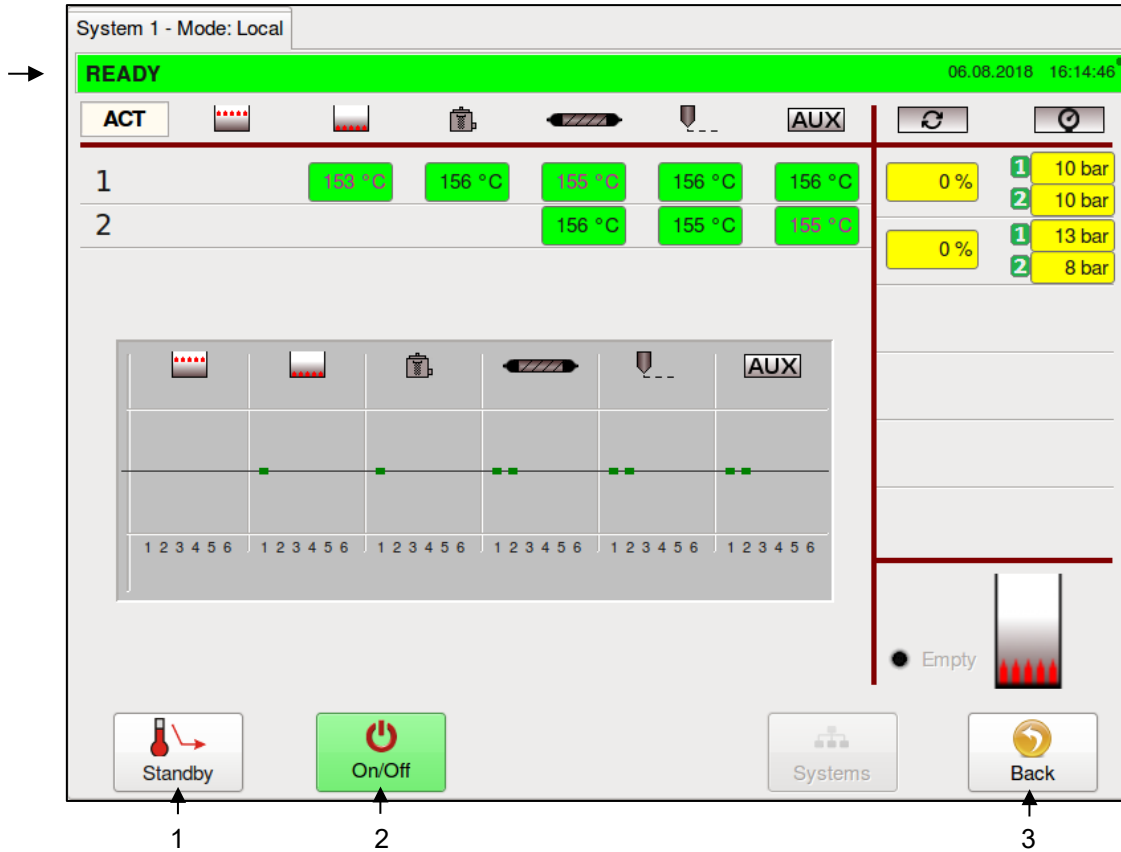 System 1 - Mode: Local
READY 06.08.2018 16:14:46
ACT AUX
1 153 °C 156 °C 155 °C 156 °C 156 °C 0 % 1 10 bar
2 10 bar
2 156 °C 155 °C 155 °C 0 % 1 13 bar
2 8 bar
AUX
1 2 3 4 5 6 1 2 3 4 5 6 1 2 3 4 5 6 1 2 3 4 5 6 1 2 3 4 5 6 1 2 3 4 5 6
Empty
Standby On/Off Systems Back
1 2 3